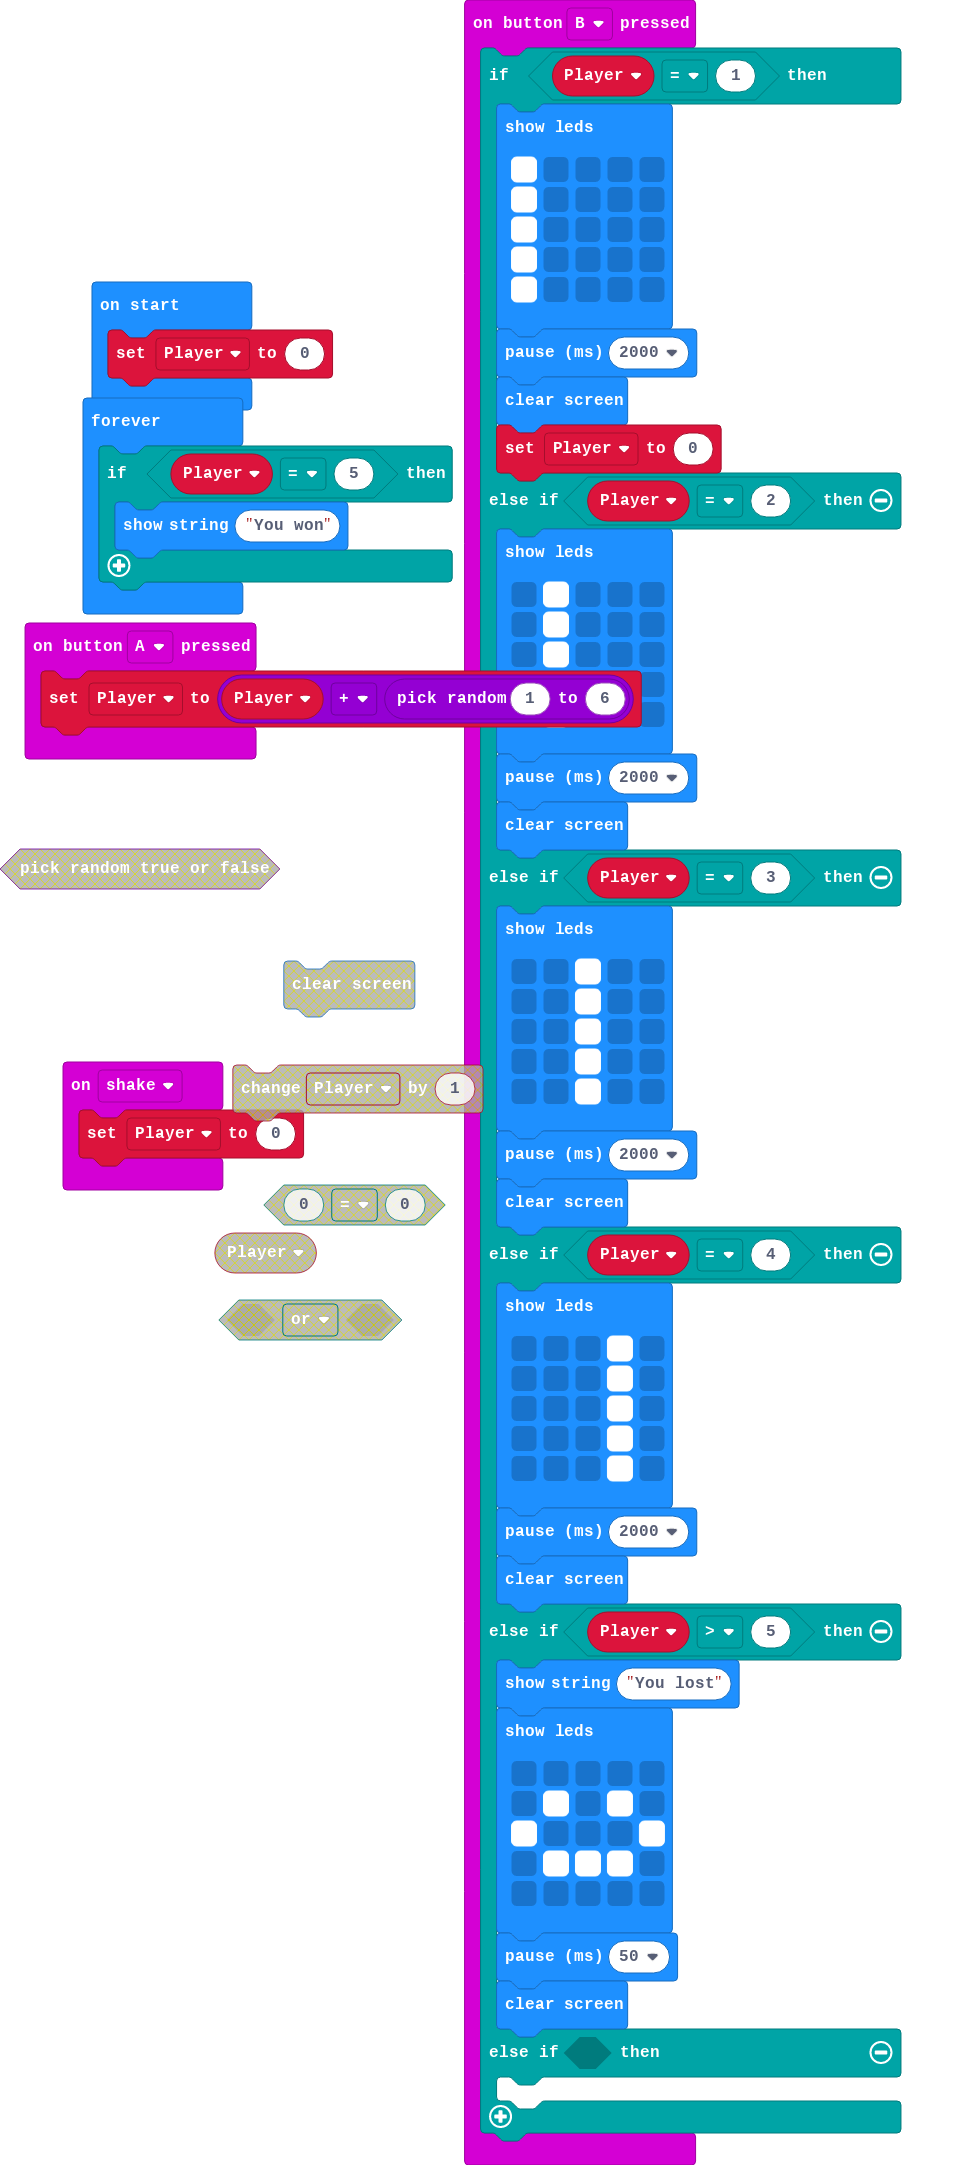 on start
set Player to 0
forever
if Player = 5 then
show string "You won"
on button A pressed
set Player to Player + pick random 1 to 6
pick random true or false
clear screen
on shake
change Player by 1
set Player to 0
0 = 0
Player
or
on button B pressed
if Player = 1 then
show leds
pause (ms) 2000
clear screen
set Player to 0
else if Player = 2 then
show leds
pause (ms) 2000
clear screen
else if Player = 3 then
show leds
pause (ms) 2000
clear screen
else if Player = 4 then
show leds
pause (ms) 2000
clear screen
else if Player > 5 then
show string "You lost"
show leds
pause (ms) 50
clear screen
else if then